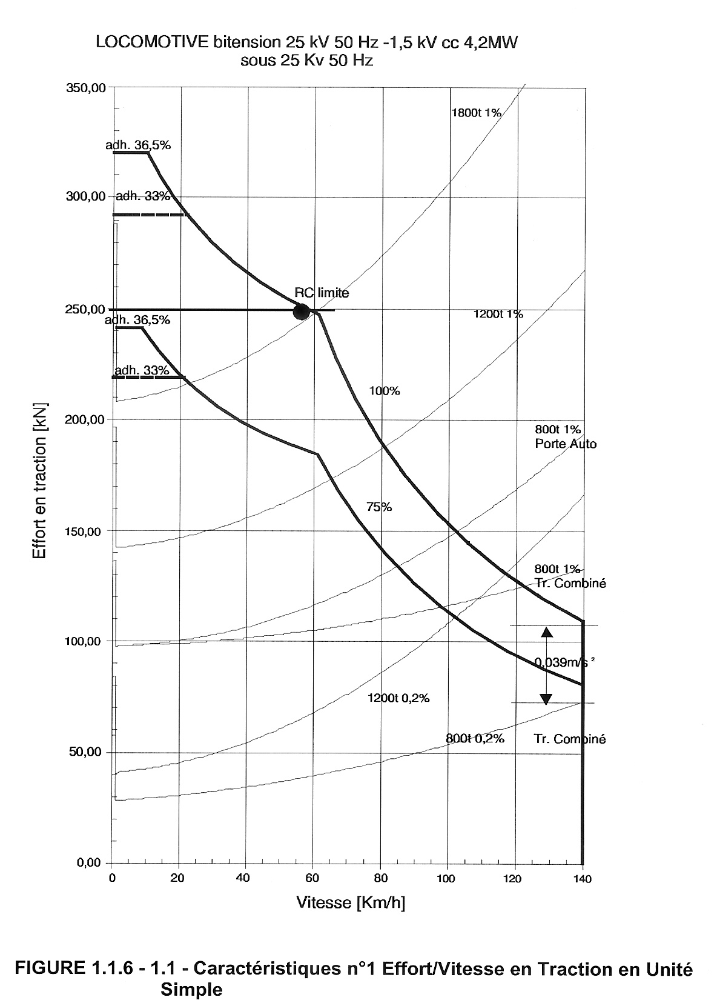 LOCOMOTIVE bitension 25 kV 50 Hz -1,5 kV cc 4,2MW
sous 25 Kv 50 Hz
350,00
1800t 1%
adh. 36,5%
300,00
adh. 33%
RC limite
250,00
1200t 1%
adh. 36,5%
adh. 33%
100%
200,00
800t 1%
Porte Auto
75%
150,00
800t 1%
Tr. Combiné
100,00
0,039m/s ²
1200t 0,2%
800t 0,2%
Tr. Combiné
50,00
0,00
0 20 40 60 80 100 120 140
Effort en traction [kN]
Vitesse [Km/h]
FIGURE 1.1.6 - 1.1 - Caractéristiques n°1 Effort/Vitesse en Traction en Unité
Simple